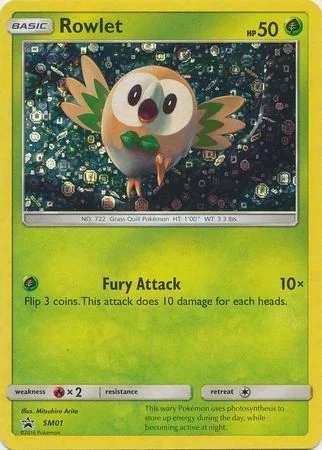 BASIC Rowlet HP 50
NO. 722 Grass Quill Pokémon HT: 1'00" WT: 3.3 lbs.
Fury Attack 10×
Flip 3 coins. This attack does 10 damage for each heads.
weakness × 2 resistance retreat
Illus. Mitsuhiro Arita
SM01
©2016 Pokémon
This wary Pokémon uses photosynthesis to
store up energy during the day, while
becoming active at night.